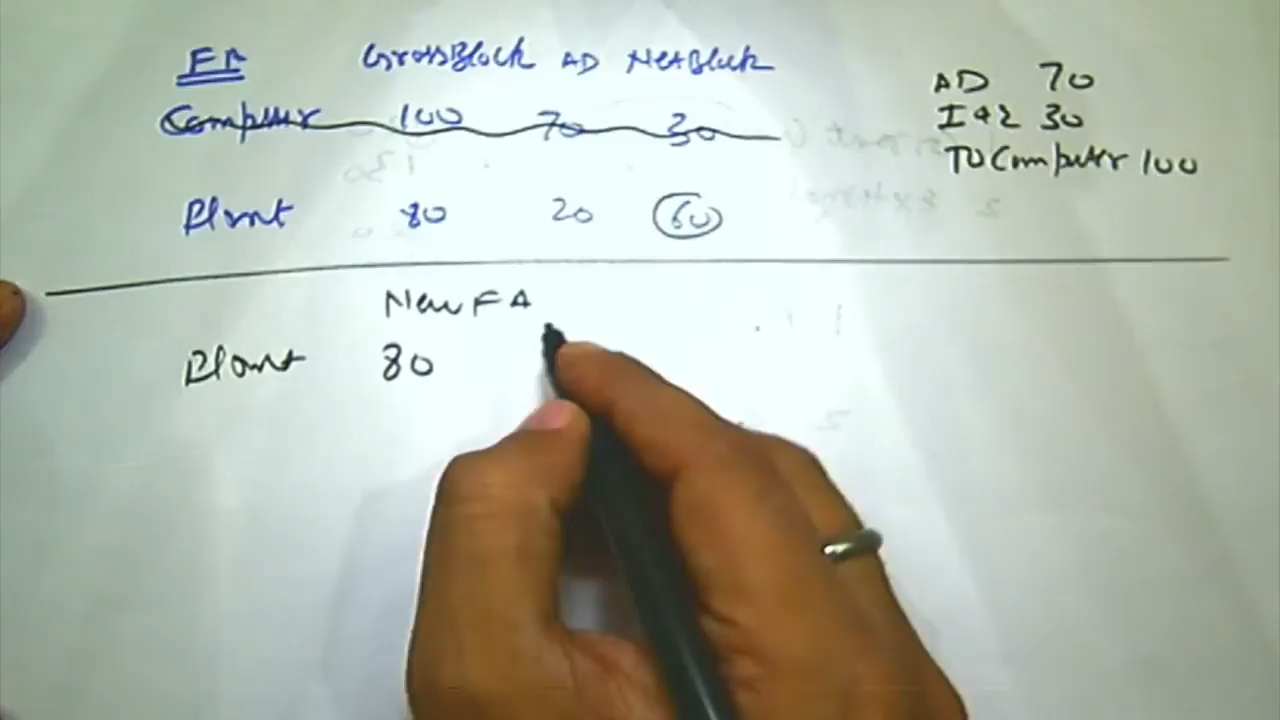 FA GrossBlock AD NetBlock
Computer 100 70 30
Plant 80 20 60
AD 70
I&E 30
TO Computer 100
New FA
Plant 80